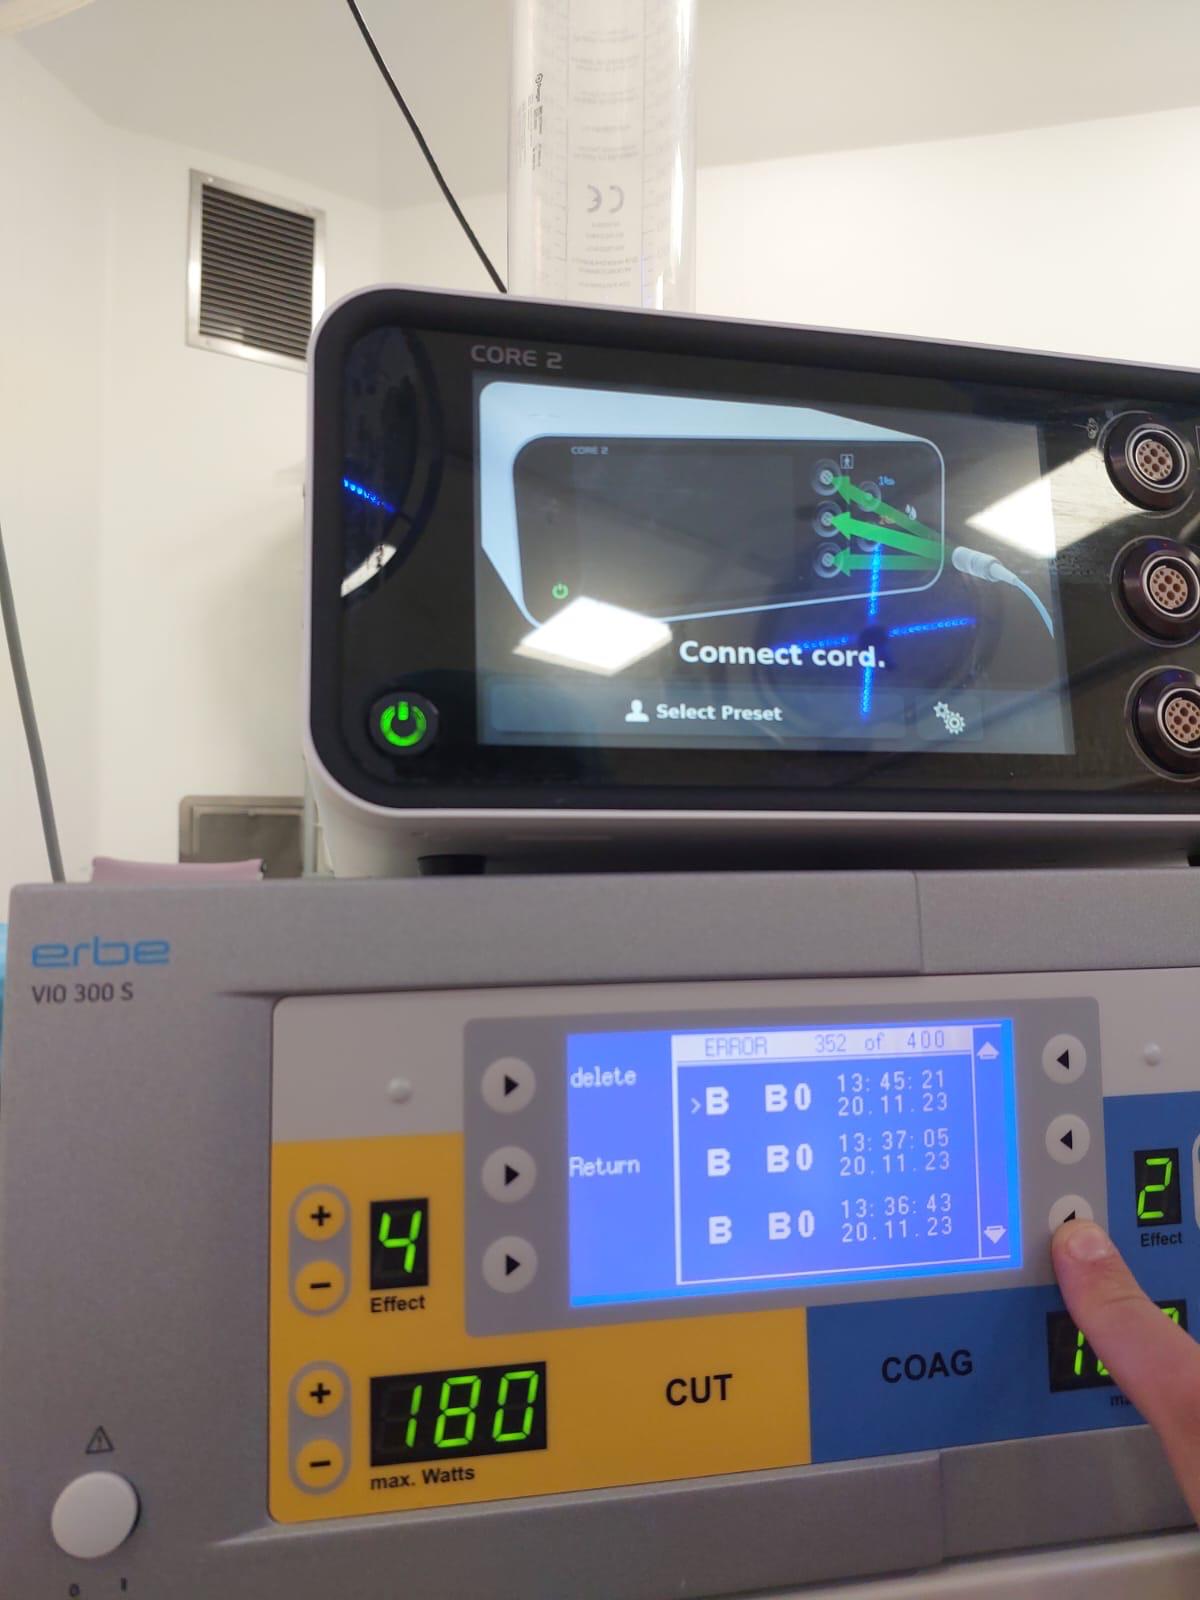 CE
CORE 2
CORE 2
Connect cord.
Select Preset
erbe
VIO 300 S
ERROR 352 of 400
delete
>B B0 13:45:21
20.11.23
Return
B B0 13:37:05
20.11.23
B B0 13:36:43
20.11.23
+
4
-
Effect
2
Effect
+
180
-
max. Watts
CUT
COAG
0 I